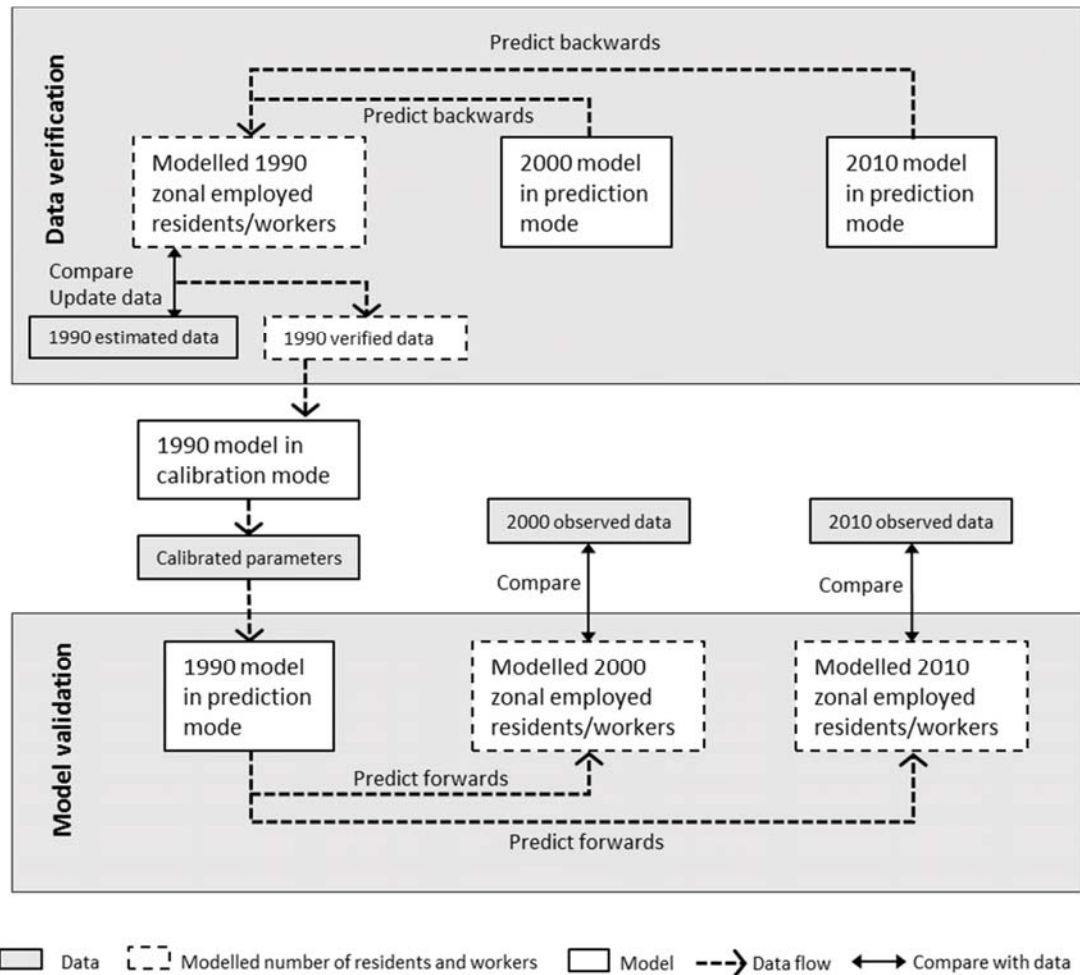 Data verification
Predict backwards
Predict backwards
Modelled 1990
zonal employed
residents/workers
2000 model
in prediction
mode
2010 model
in prediction
mode
Compare
Update data
1990 estimated data
1990 verified data
1990 model in
calibration mode
Calibrated parameters
2000 observed data
2010 observed data
Compare
Compare
Model validation
1990 model
in prediction
mode
Modelled 2000
zonal employed
residents/workers
Modelled 2010
zonal employed
residents/workers
Predict forwards
Predict forwards
Data
Modelled number of residents and workers
Model
Data flow
Compare with data